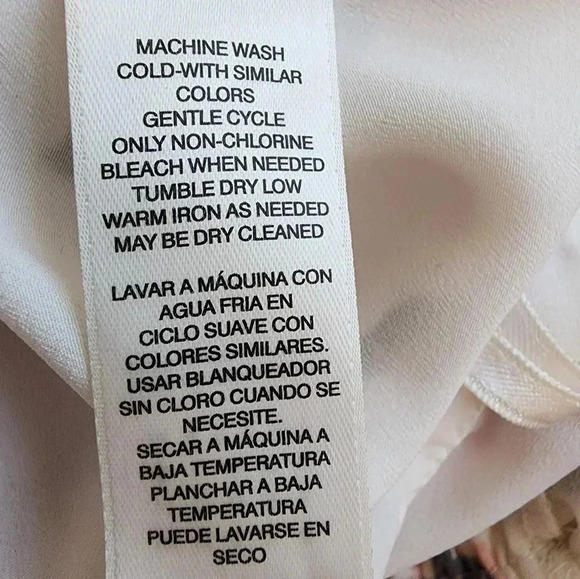 MACHINE WASH
COLD-WITH SIMILAR
COLORS
GENTLE CYCLE
ONLY NON-CHLORINE
BLEACH WHEN NEEDED
TUMBLE DRY LOW
WARM IRON AS NEEDED
MAY BE DRY CLEANED
LAVAR A MÁQUINA CON
AGUA FRIA EN
CICLO SUAVE CON
COLORES SIMILARES.
USAR BLANQUEADOR
SIN CLORO CUANDO SE
NECESITE.
SECAR A MÁQUINA A
BAJA TEMPERATURA
PLANCHAR A BAJA
TEMPERATURA
PUEDE LAVARSE EN
SECO